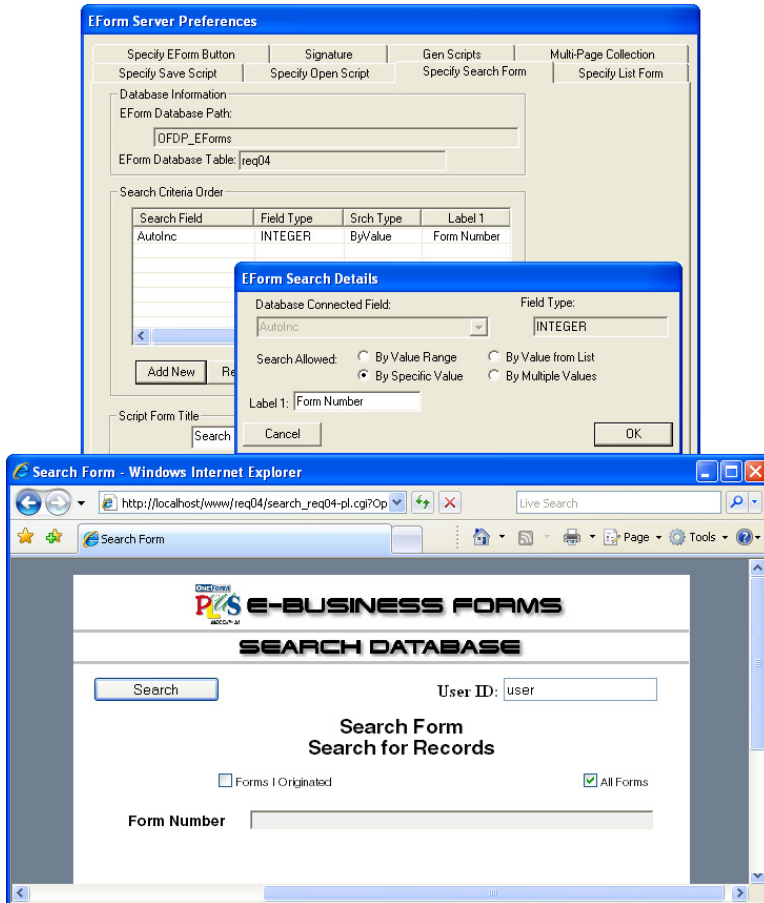 EForm Server Preferences
Specify EForm Button Signature Gen Scripts Multi-Page Collection
Specify Save Script Specify Open Script Specify Search Form Specify List Form
Database Information
EForm Database Path:
OFDP_EForms
EForm Database Table: req04
Search Criteria Order
Search Field Field Type Srch Type Label 1
AutoInc INTEGER ByValue Form Number
EForm Search Details
Database Connected Field: Field Type:
AutoInc INTEGER
Search Allowed: By Value Range By Value from List
By Specific Value By Multiple Values
Add New Re
Label 1: Form Number
Script Form Title
Search Cancel OK
Search Form - Windows Internet Explorer
http://localhost/www/req04/search_req04-pl.cgi?Op Live Search
Search Form Page Tools
OneForm
PLUS E-BUSINESS FORMS
SEARCH DATABASE
Search User ID: user
Search Form
Search for Records
Forms I Originated All Forms
Form Number